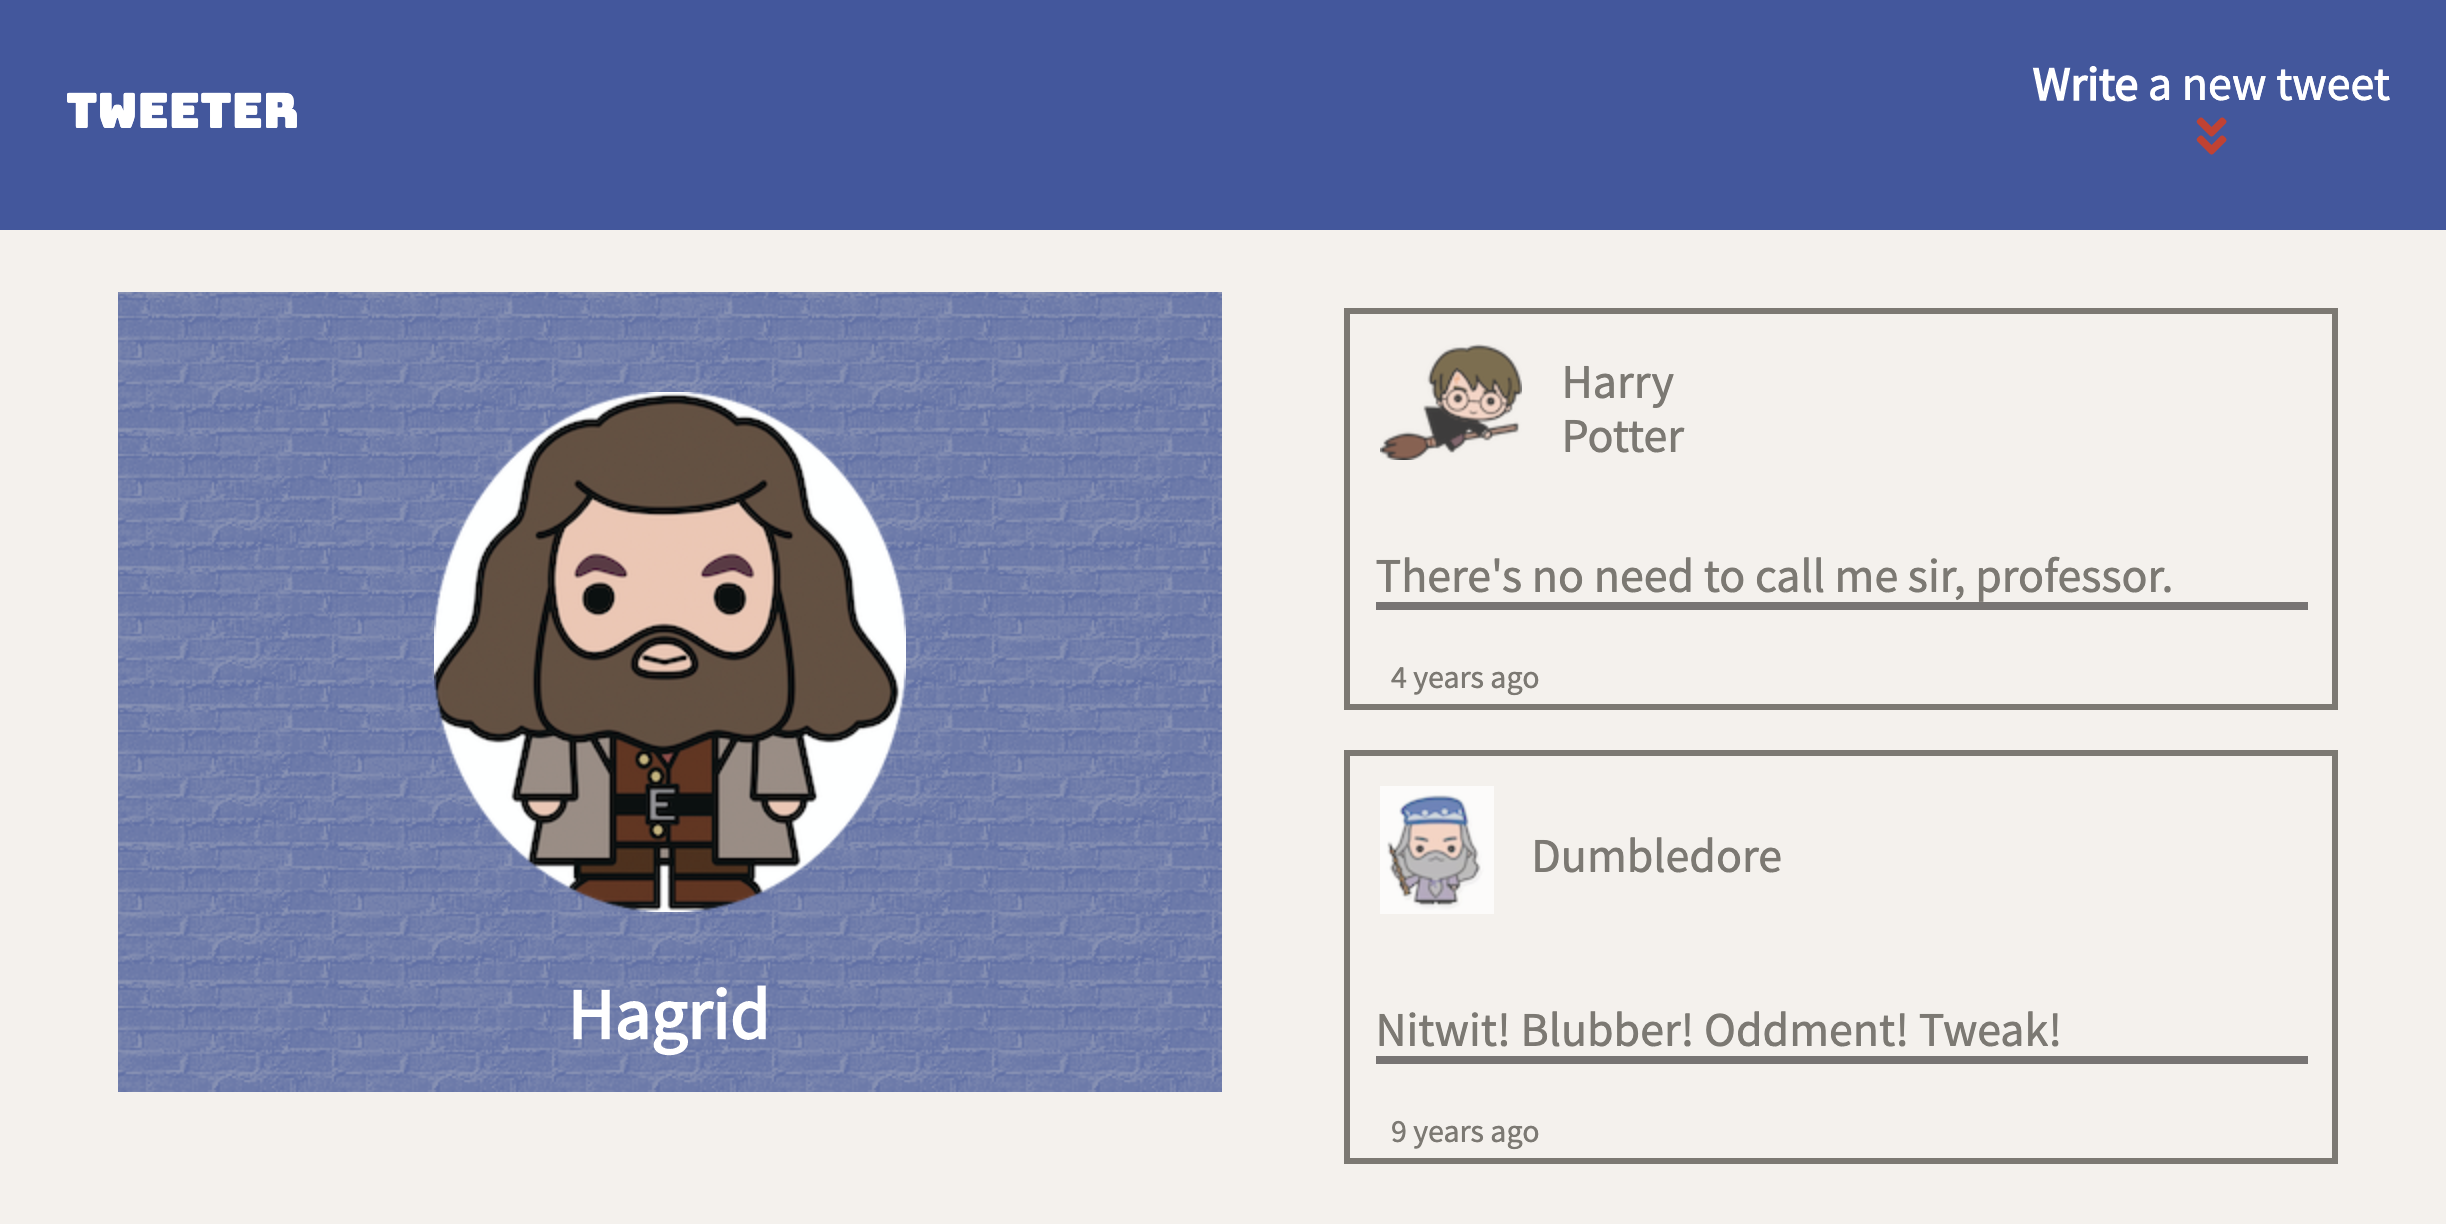 TWEETER
Write a new tweet
E
Hagrid
Harry
Potter
There's no need to call me sir, professor.
4 years ago
Dumbledore
Nitwit! Blubber! Oddment! Tweak!
9 years ago